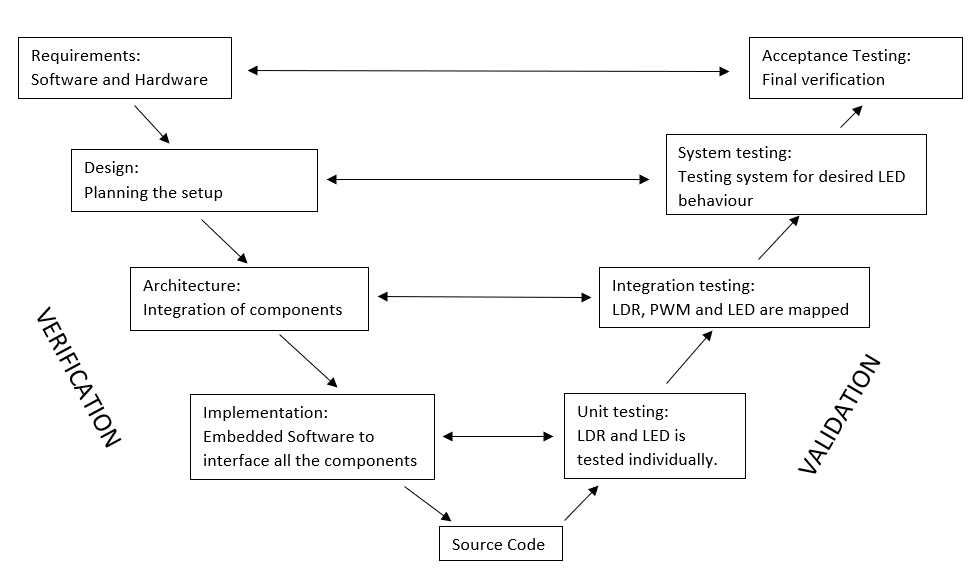 Requirements:
Software and Hardware
Acceptance Testing:
Final verification
Design:
Planning the setup
System testing:
Testing system for desired LED
behaviour
Architecture:
Integration of components
Integration testing:
LDR, PWM and LED are mapped
VERIFICATION
VALIDATION
Implementation:
Embedded Software to
interface all the components
Unit testing:
LDR and LED is
tested individually.
Source Code